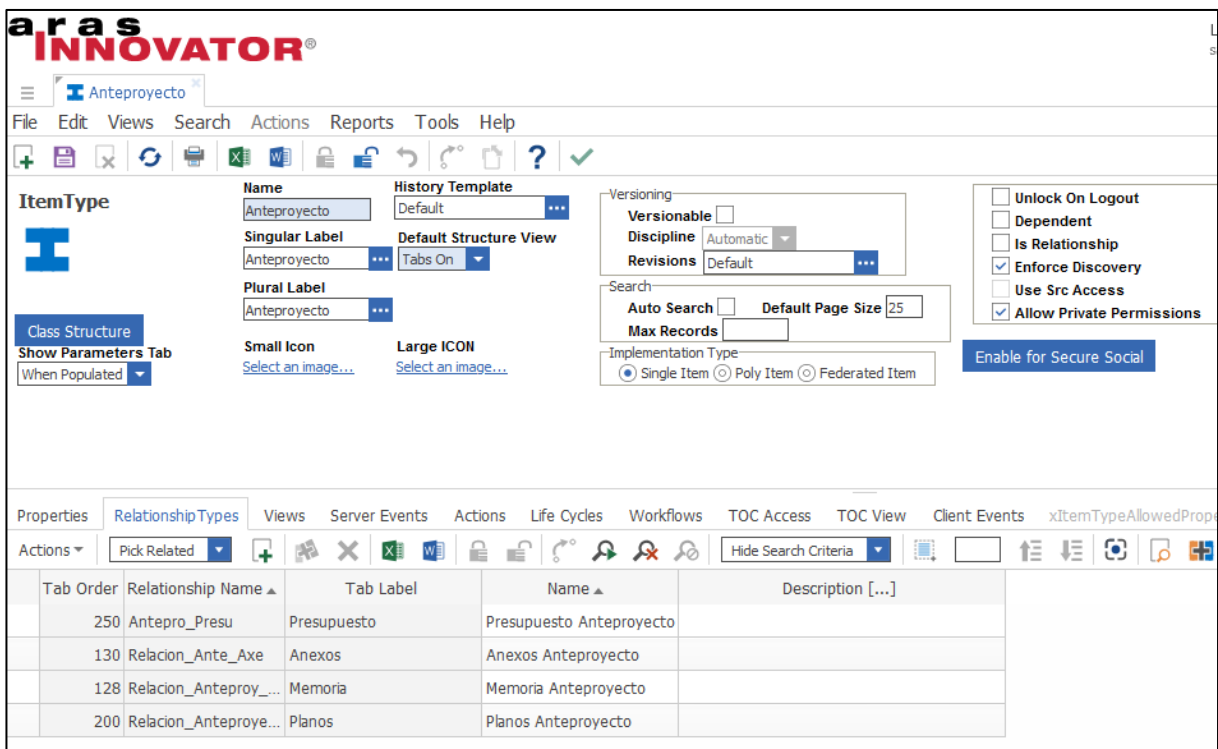 aras
INNOVATOR®
L
s
Anteproyecto
File Edit Views Search Actions Reports Tools Help
ItemType
Name
Anteproyecto
History Template
Default
Singular Label
Anteproyecto
Default Structure View
Tabs On
Plural Label
Anteproyecto
Class Structure
Show Parameters Tab
When Populated
Small Icon
Select an image...
Large ICON
Select an image...
Versioning
Versionable
Discipline Automatic
Revisions Default
Search
Auto Search Default Page Size 25
Max Records
Implementation Type
Single Item Poly Item Federated Item
Unlock On Logout
Dependent
Is Relationship
Enforce Discovery
Use Src Access
Allow Private Permissions
Enable for Secure Social
Properties RelationshipTypes Views Server Events Actions Life Cycles Workflows TOC Access TOC View Client Events xItemTypeAllowedPrope
Actions Pick Related Hide Search Criteria
Tab Order Relationship Name Tab Label Name Description [...]
250 Antepro_Presu Presupuesto Presupuesto Anteproyecto
130 Relacion_Ante_Axe Anexos Anexos Anteproyecto
128 Relacion_Anteproy_... Memoria Memoria Anteproyecto
200 Relacion_Anteproye... Planos Planos Anteproyecto